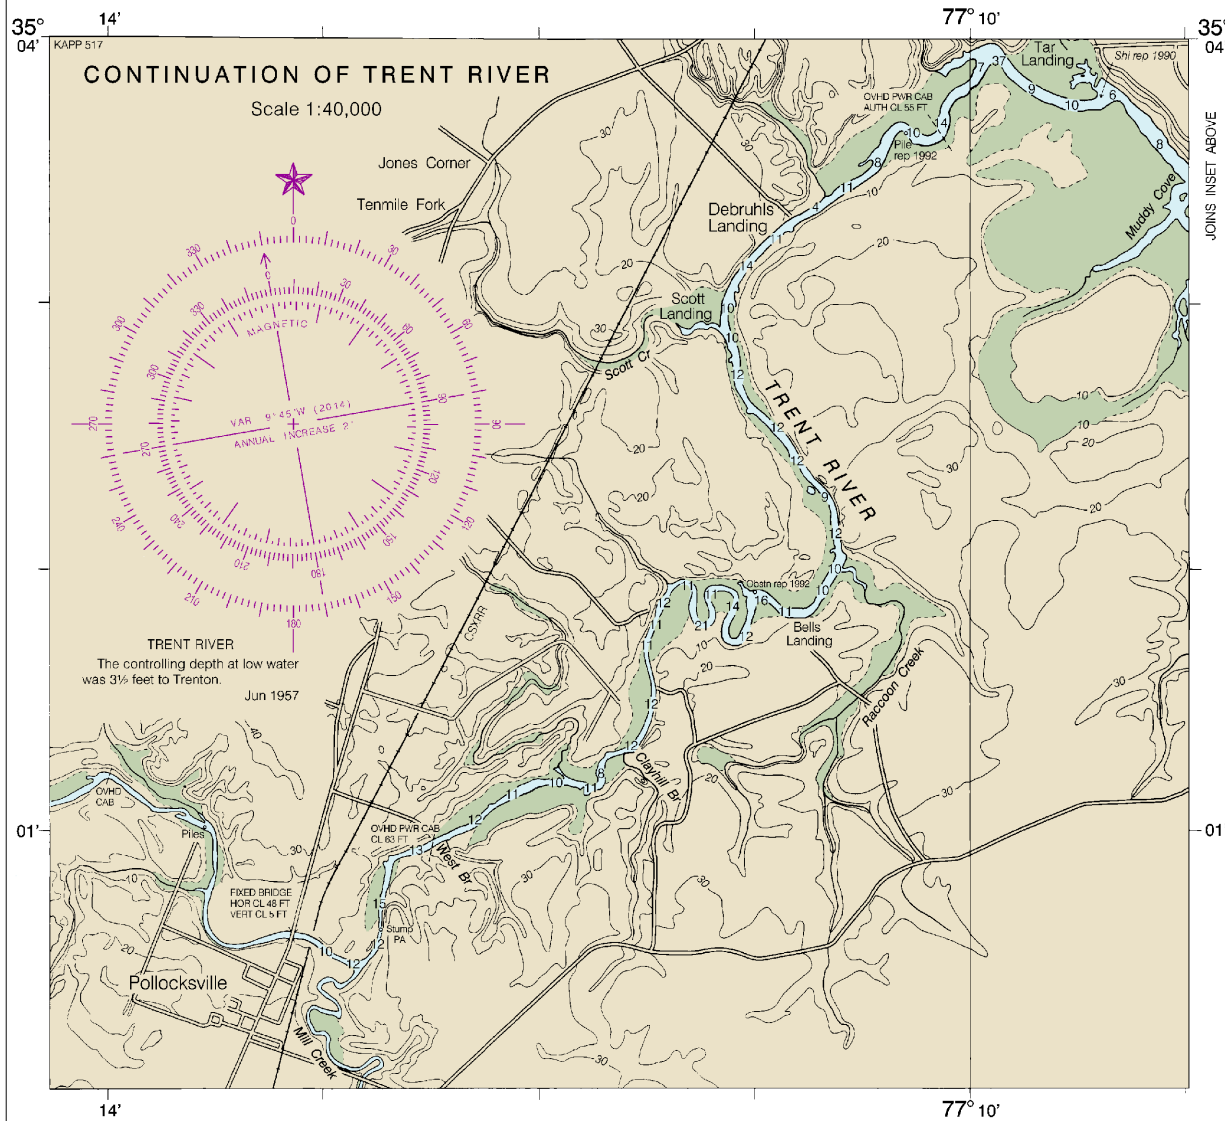 14'
77° 10'
35°
04'
35°
04'
KAPP 517
CONTINUATION OF TRENT RIVER
Scale 1:40,000
Tar
Landing
Shl rep 1990
JOINS INSET ABOVE
OVHD PWR CAB
AUTH CL 55 FT
Pile
rep 1992
Jones Corner
Tenmile Fork
Debruhls
Landing
Muddy Cove
Scott
Landing
Scott Cr
TRENT RIVER
MAGNETIC
VAR 9°45'W (2014)
ANNUAL INCREASE 2'
Obstn rep 1992
Bells
Landing
CSXRR
Raccoon Creek
TRENT RIVER
The controlling depth at low water
was 3½ feet to Trenton.
Jun 1957
Clayhill Br
OVHD
CAB
01'
01'
Piles
OVHD PWR CAB
CL 63 FT
West Br
FIXED BRIDGE
HOR CL 48 FT
VERT CL 5 FT
Stump
PA
Pollocksville
Mill Creek
14'
77° 10'